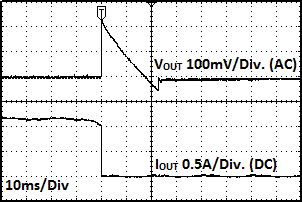 T
VOUT 100mV/Div. (AC)
IOUT 0.5A/Div. (DC)
10ms/Div